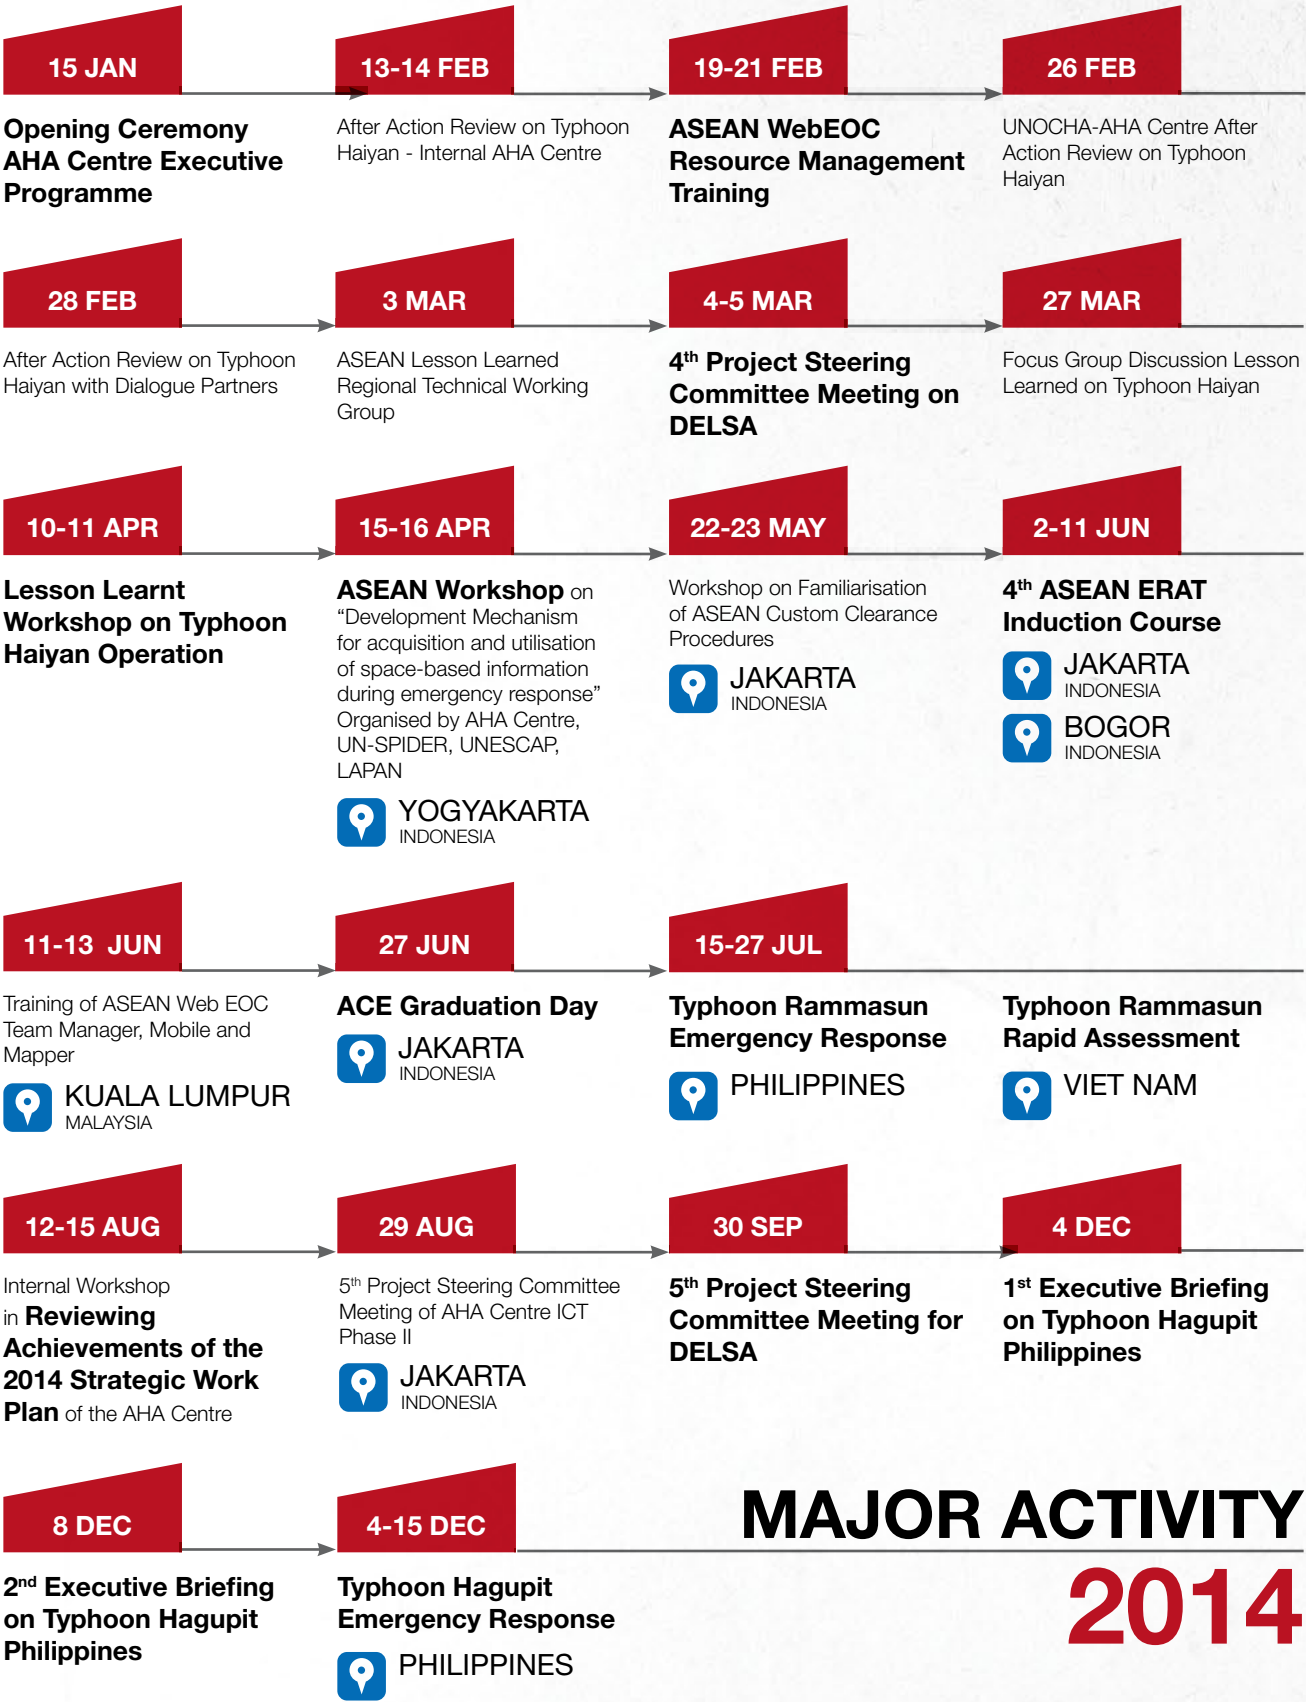 15 JAN
Opening Ceremony
AHA Centre Executive
Programme
13-14 FEB
After Action Review on Typhoon
Haiyan - Internal AHA Centre
19-21 FEB
ASEAN WebEOC
Resource Management
Training
26 FEB
UNOCHA-AHA Centre After
Action Review on Typhoon
Haiyan
28 FEB
After Action Review on Typhoon
Haiyan with Dialogue Partners
3 MAR
ASEAN Lesson Learned
Regional Technical Working
Group
4-5 MAR
4th Project Steering
Committee Meeting on
DELSA
27 MAR
Focus Group Discussion Lesson
Learned on Typhoon Haiyan
10-11 APR
Lesson Learnt
Workshop on Typhoon
Haiyan Operation
15-16 APR
ASEAN Workshop on
“Development Mechanism
for acquisition and utilisation
of space-based information
during emergency response”
Organised by AHA Centre,
UN-SPIDER, UNESCAP,
LAPAN
YOGYAKARTA
INDONESIA
22-23 MAY
Workshop on Familiarisation
of ASEAN Custom Clearance
Procedures
JAKARTA
INDONESIA
2-11 JUN
4th ASEAN ERAT
Induction Course
JAKARTA
INDONESIA
BOGOR
INDONESIA
11-13 JUN
Training of ASEAN Web EOC
Team Manager, Mobile and
Mapper
KUALA LUMPUR
MALAYSIA
27 JUN
ACE Graduation Day
JAKARTA
INDONESIA
15-27 JUL
Typhoon Rammasun
Emergency Response
PHILIPPINES
Typhoon Rammasun
Rapid Assessment
VIET NAM
12-15 AUG
Internal Workshop
in Reviewing
Achievements of the
2014 Strategic Work
Plan of the AHA Centre
29 AUG
5th Project Steering Committee
Meeting of AHA Centre ICT
Phase II
JAKARTA
INDONESIA
30 SEP
5th Project Steering
Committee Meeting for
DELSA
4 DEC
1st Executive Briefing
on Typhoon Hagupit
Philippines
8 DEC
2nd Executive Briefing
on Typhoon Hagupit
Philippines
4-15 DEC
Typhoon Hagupit
Emergency Response
PHILIPPINES
MAJOR ACTIVITY
2014